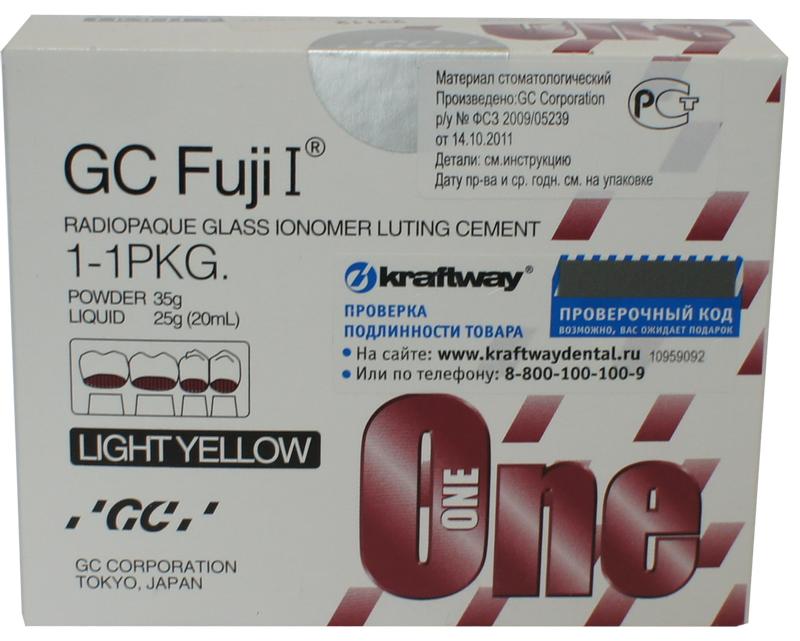 One
Материал стоматологический
Произведено:GC Corporation
р/у № ФСЗ 2009/05239
от 14.10.2011
Детали: см.инструкцию
Дату пр-ва и ср. годн. см. на упаковке
РСТ
GC Fuji I®
RADIOPAQUE GLASS IONOMER LUTING CEMENT
1-1PKG.
POWDER 35g
LIQUID 25g (20mL)
kraftway®
ПРОВЕРКА
ПОДЛИННОСТИ ТОВАРА
ПРОВЕРОЧНЫЙ КОД
ВОЗМОЖНО, ВАС ОЖИДАЕТ ПОДАРОК
• На сайте: www.kraftwaydental.ru 10959092
• Или по телефону: 8-800-100-100-9
LIGHT YELLOW
One
ONE
GC
GC CORPORATION
TOKYO, JAPAN